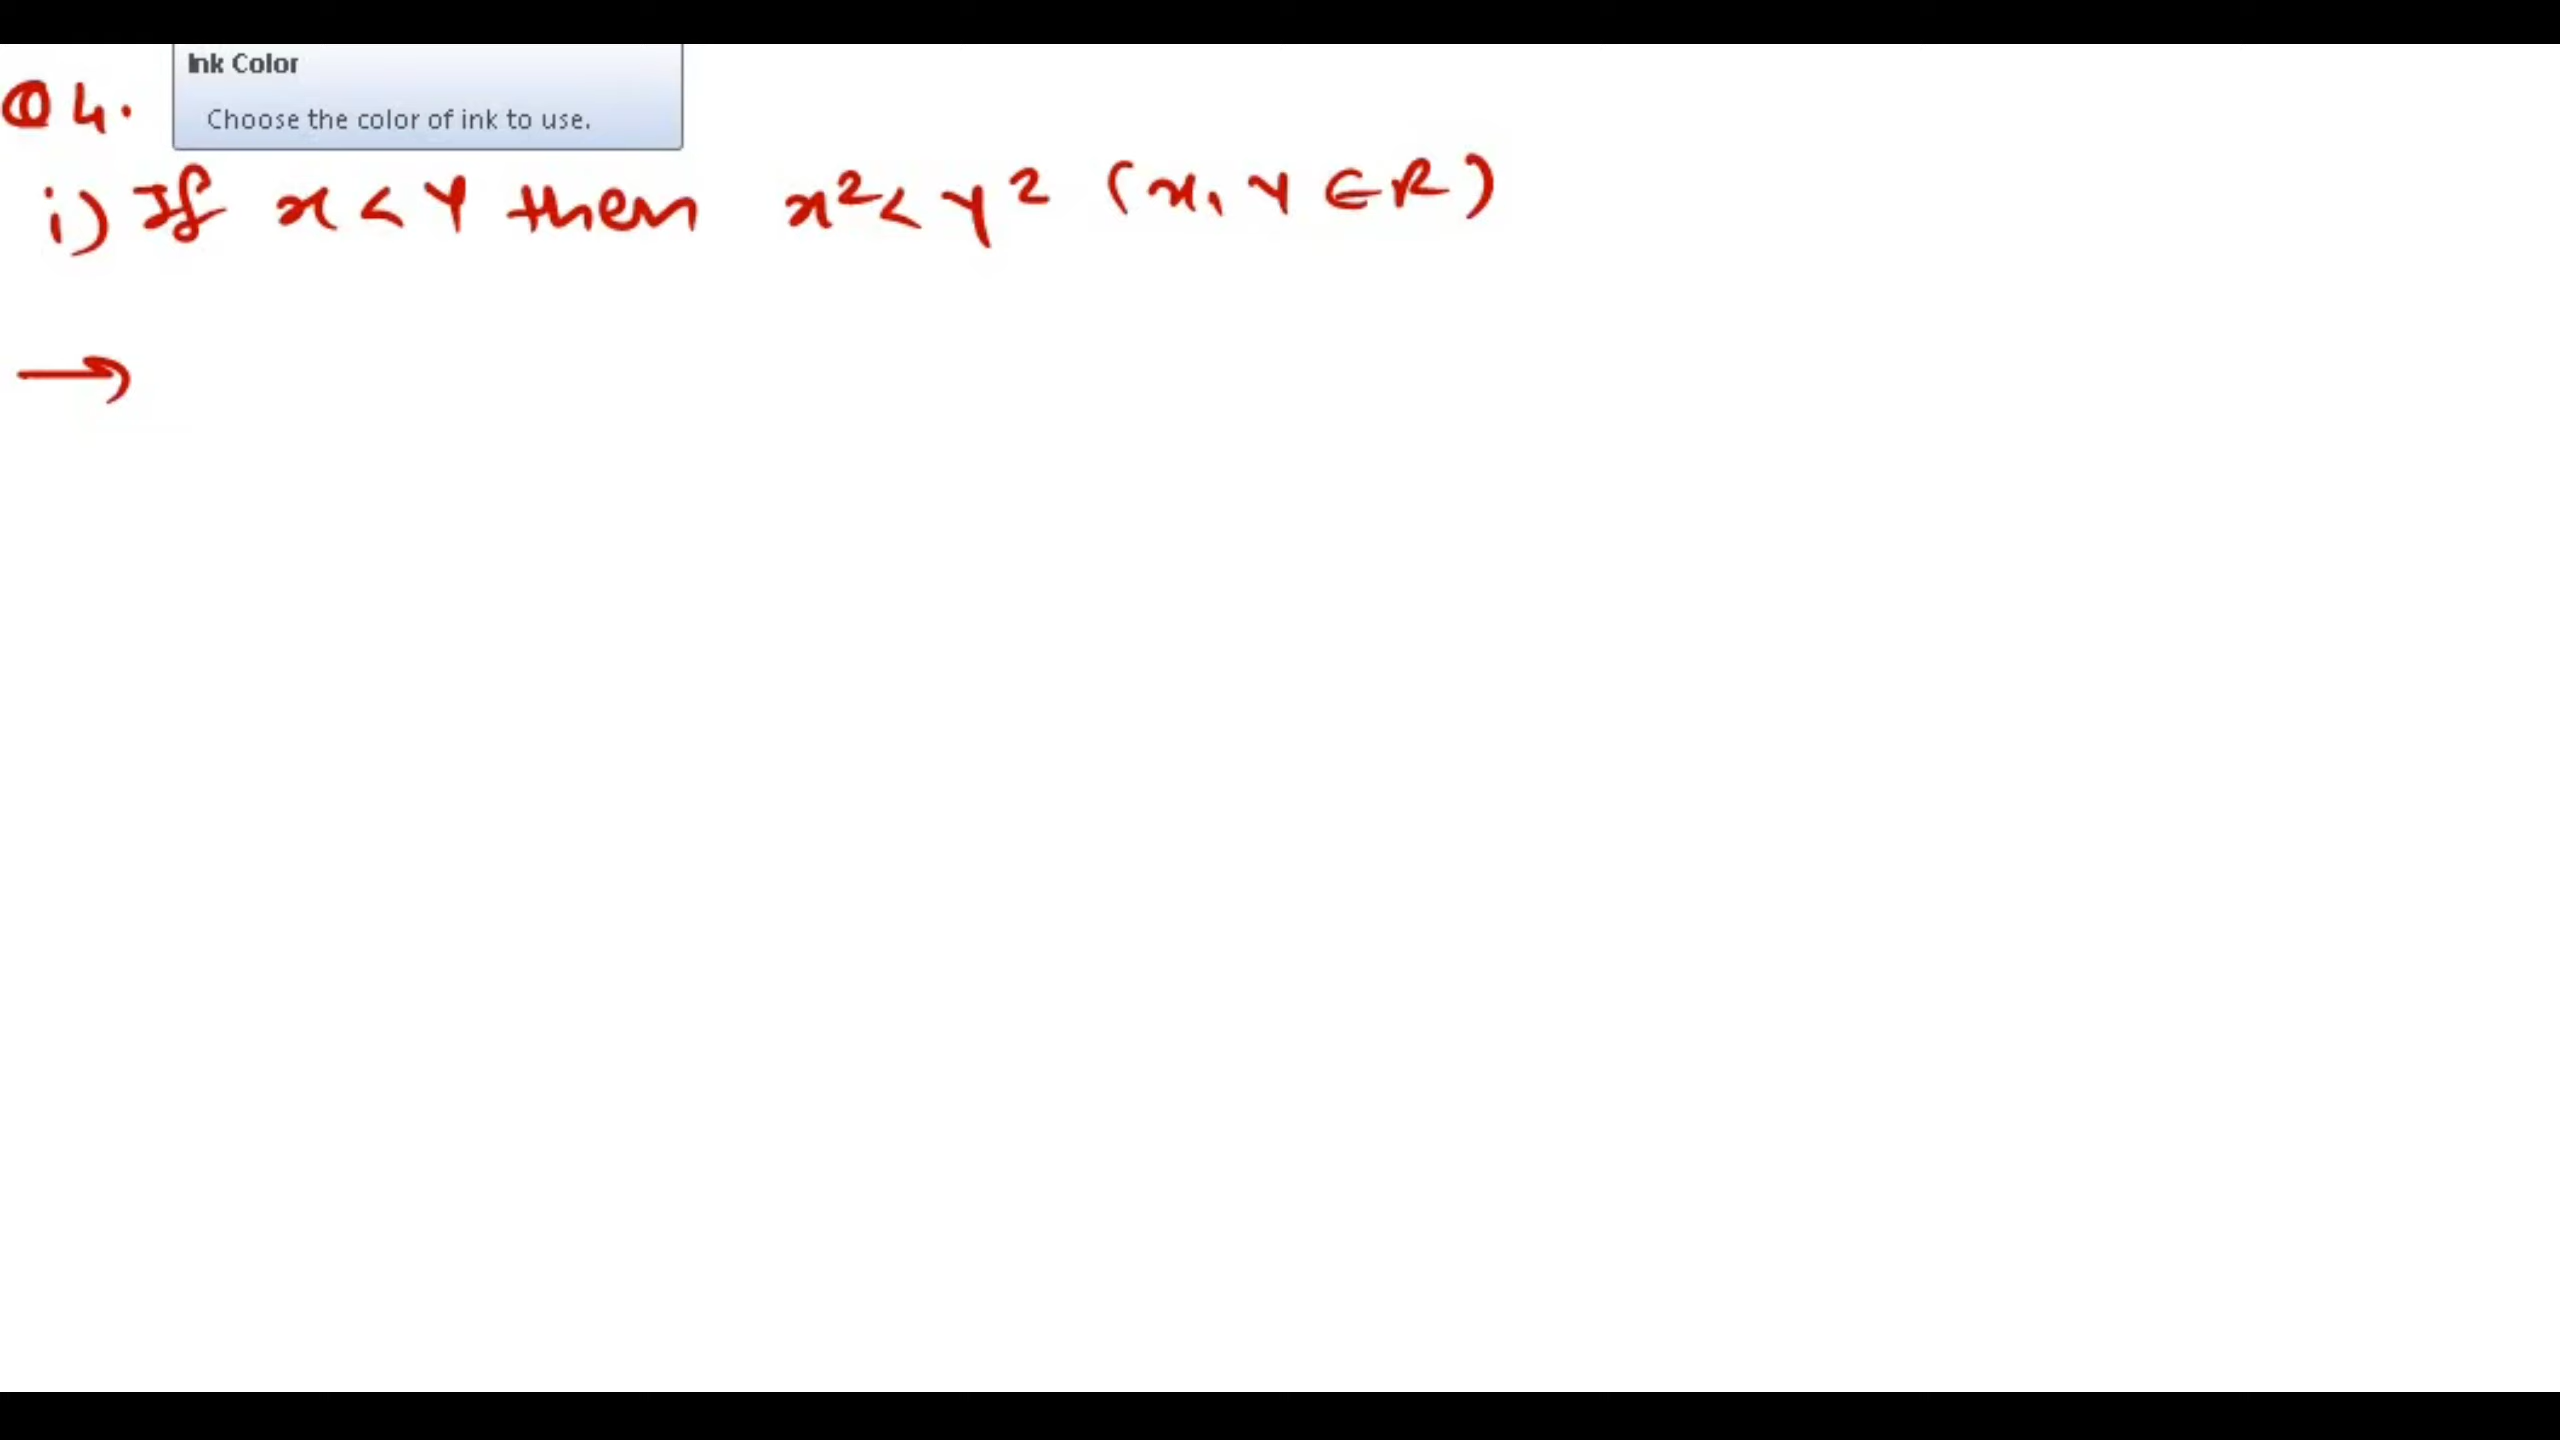 Ink Color
Q4.
Choose the color of ink to use.
i) If x < y then x² < y² (x, y ∈ R)
→